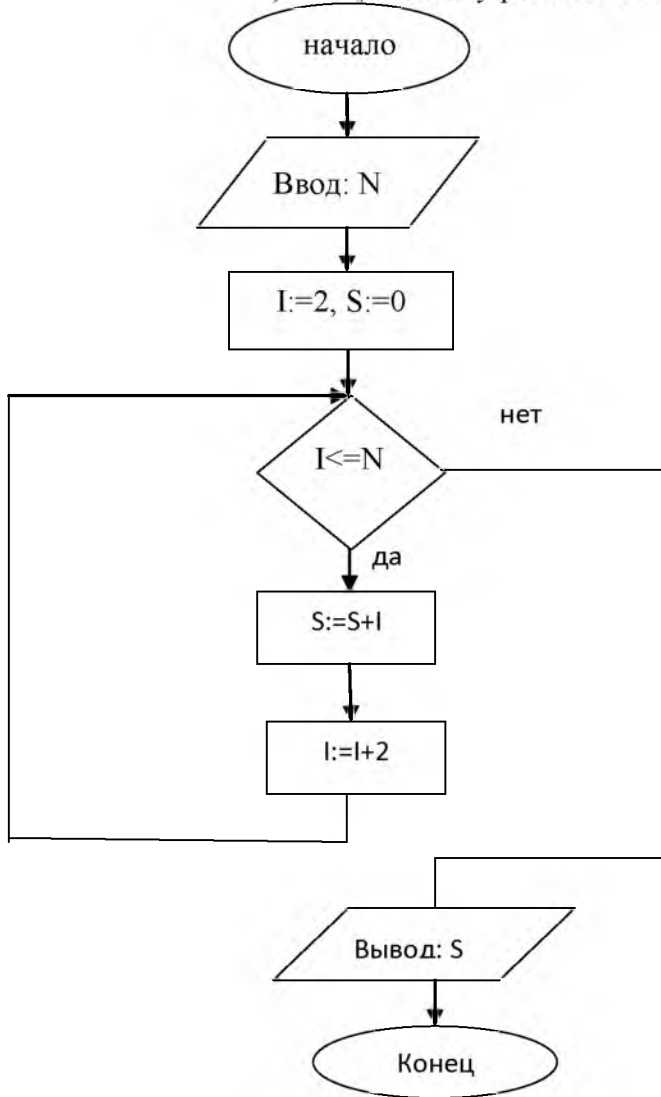 начало
Ввод: N
I:=2, S:=0
I<=N
нет
да
S:=S+I
I:=I+2
Вывод: S
Конец